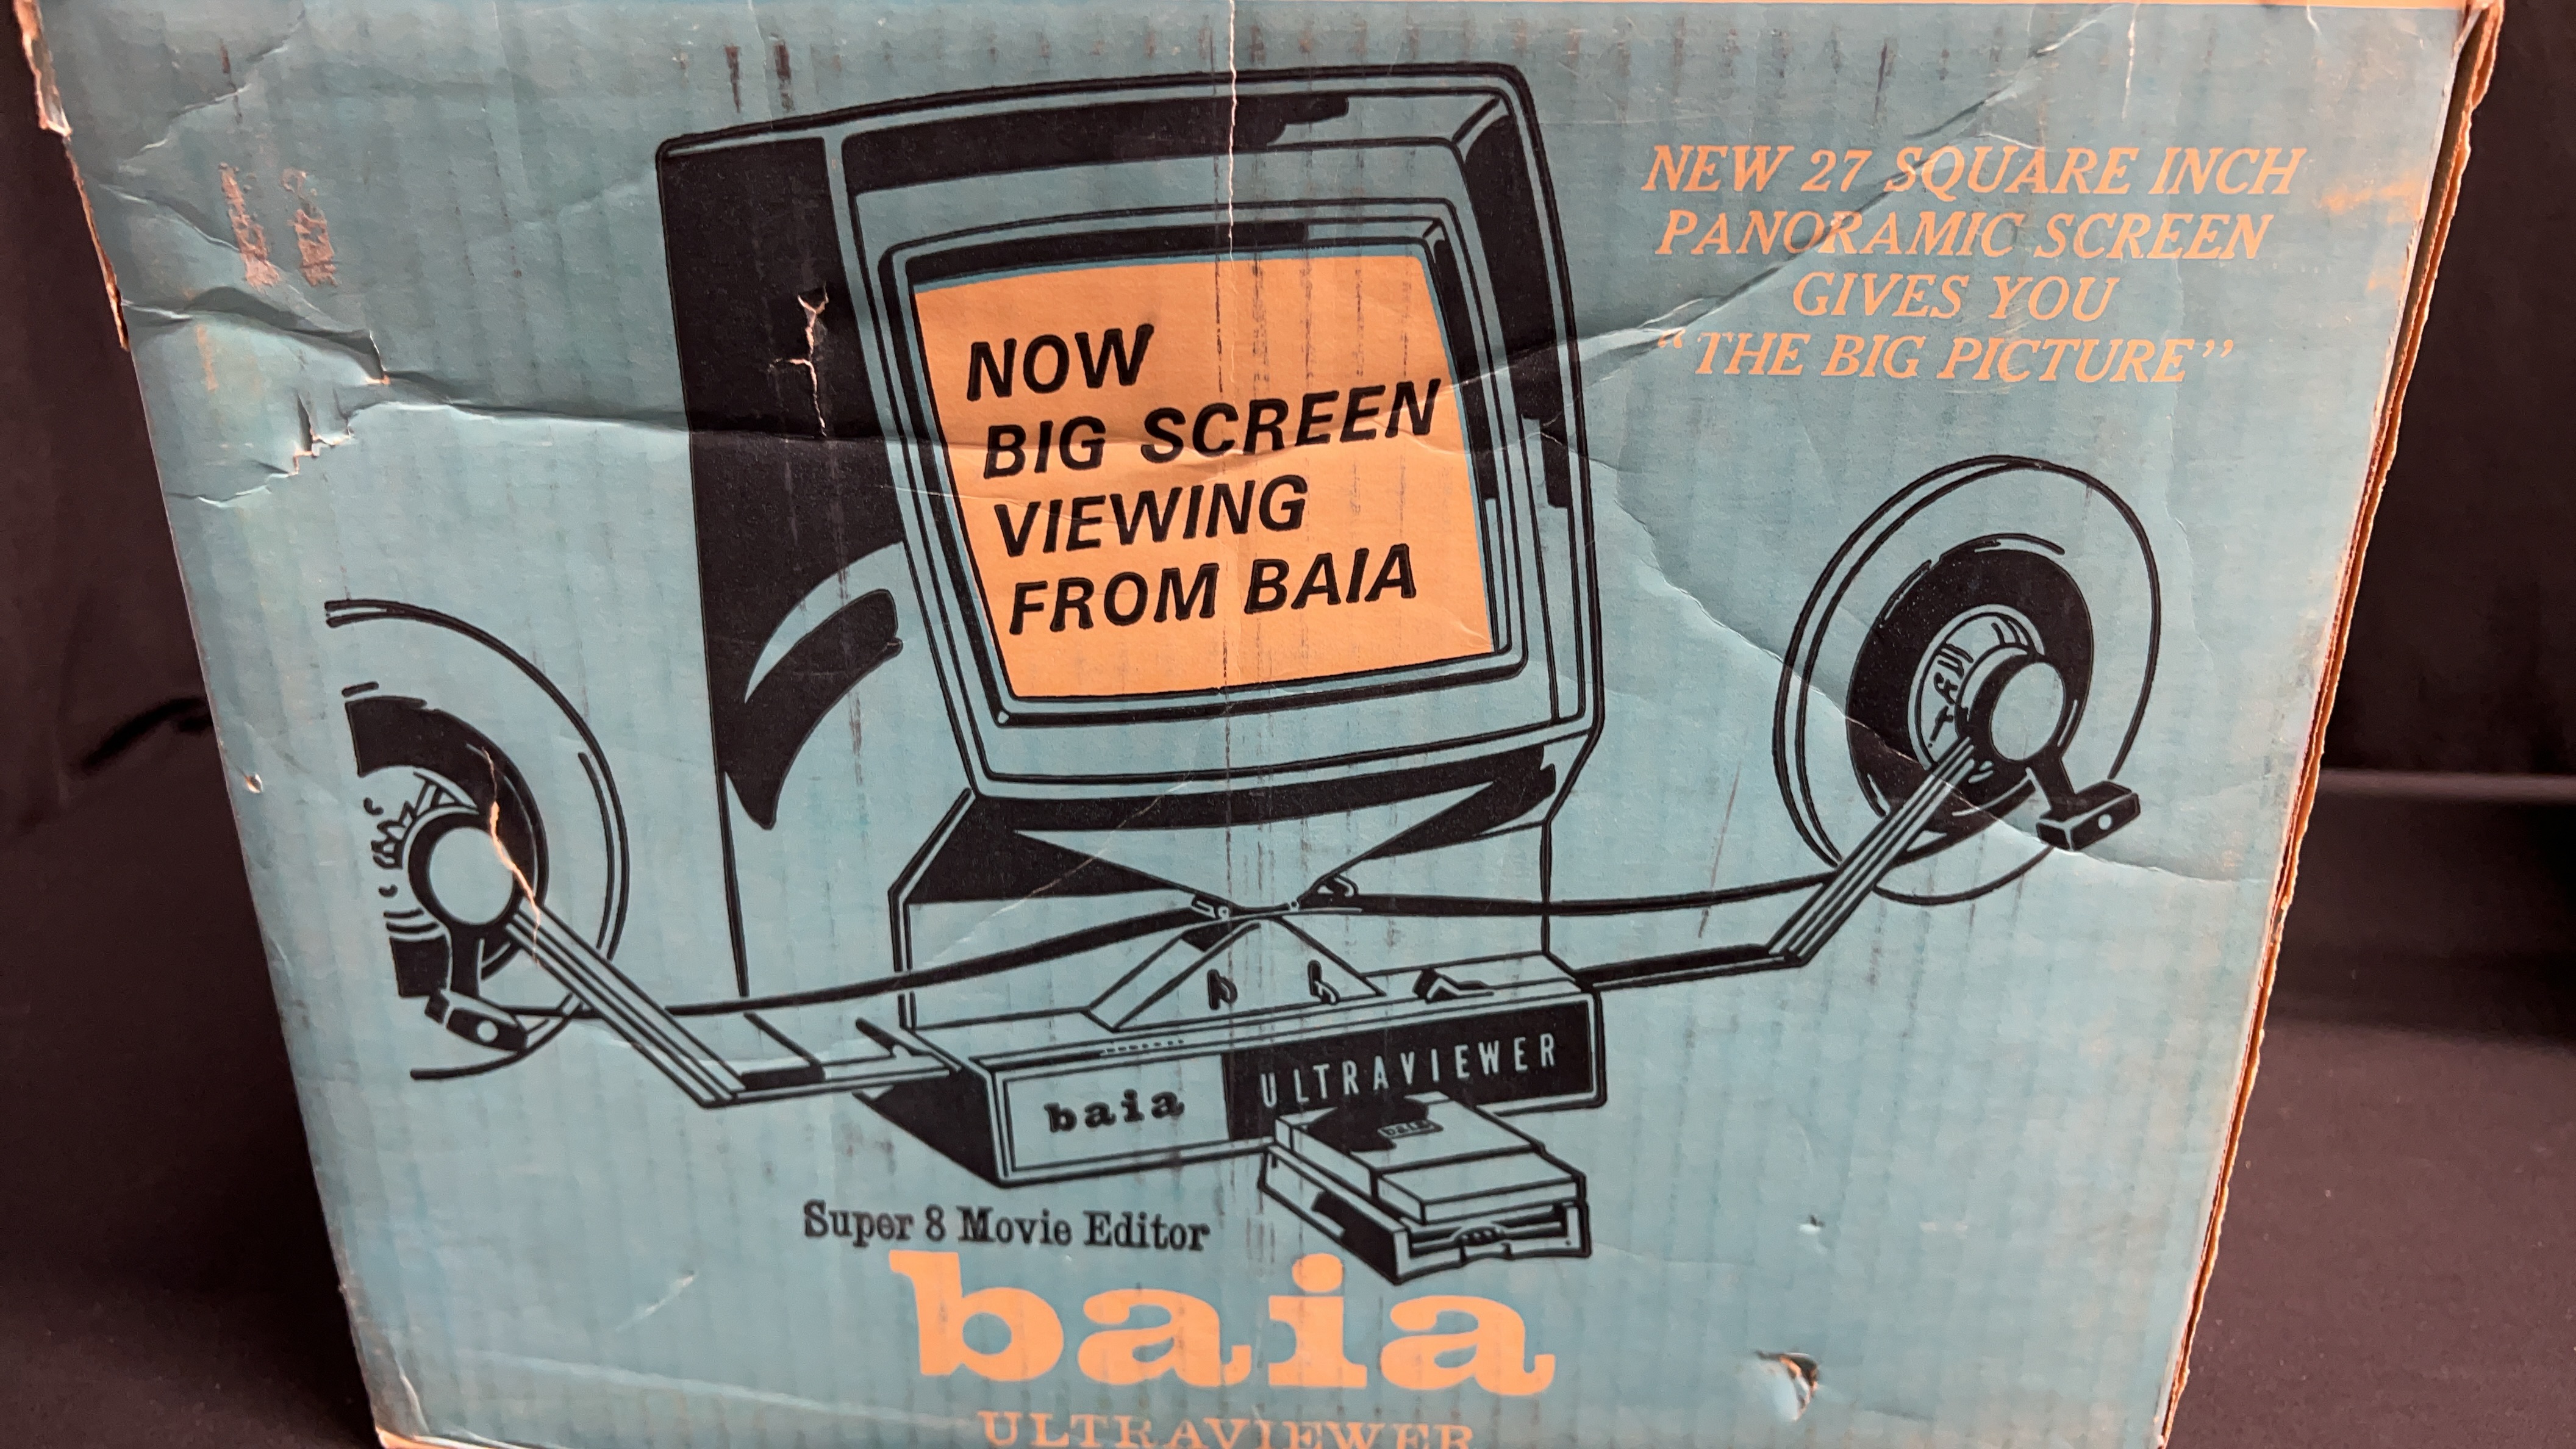 NEW 27 SQUARE INCH
PANORAMIC SCREEN
GIVES YOU
“THE BIG PICTURE”
NOW
BIG SCREEN
VIEWING
FROM BAIA
baia
ULTRAVIEWER
baia
Super 8 Movie Editor
baia
ULTRAVIEWER